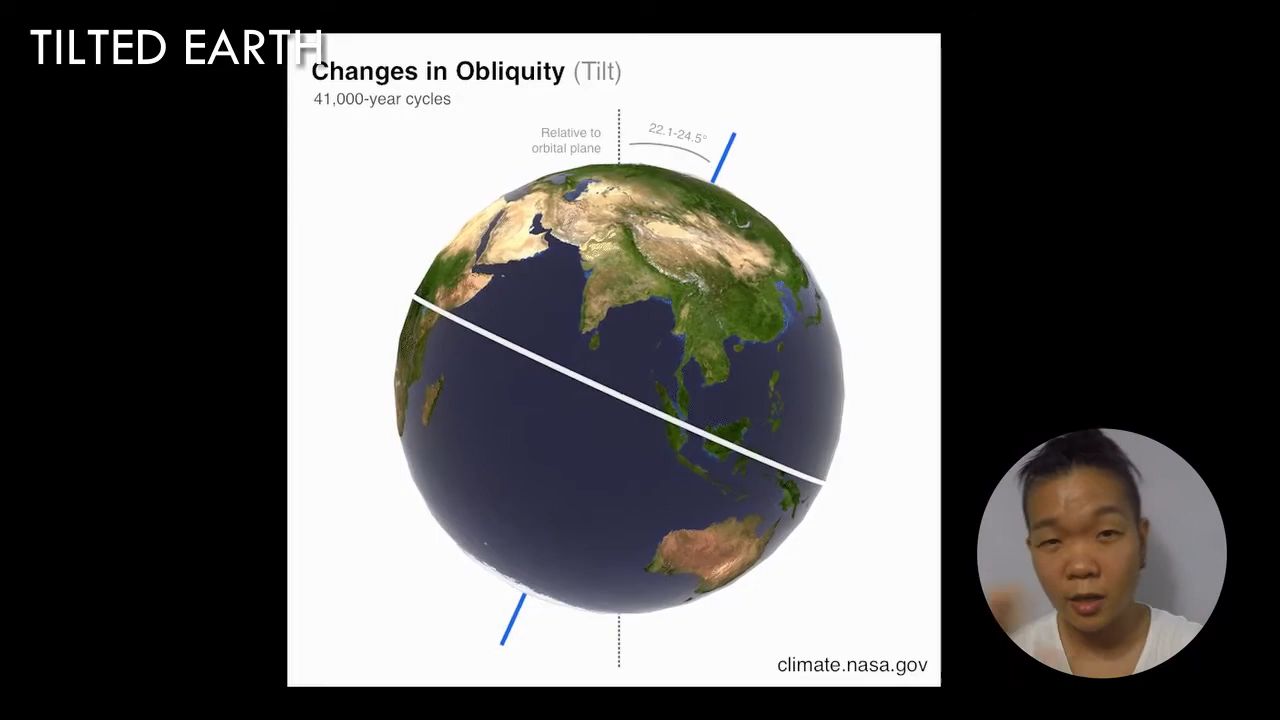 TILTED EARTH
Changes in Obliquity (Tilt)
41,000-year cycles
Relative to
orbital plane
22.1-24.5°
climate.nasa.gov